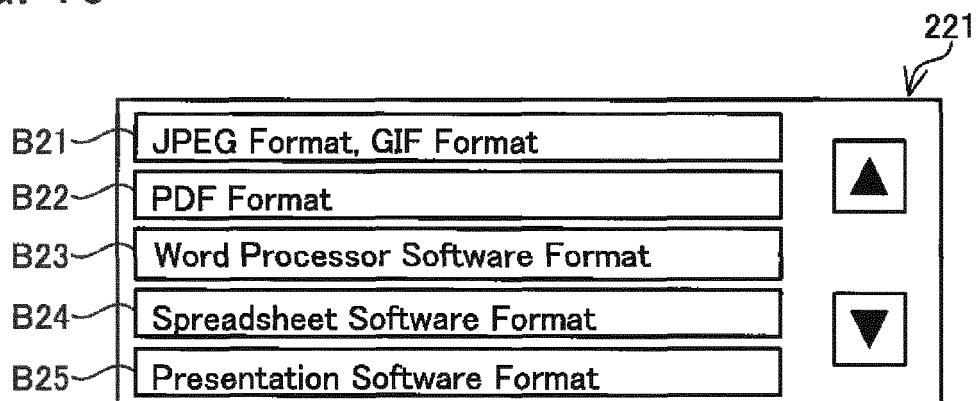 221
B21 JPEG Format, GIF Format
B22 PDF Format
B23 Word Processor Software Format
B24 Spreadsheet Software Format
B25 Presentation Software Format